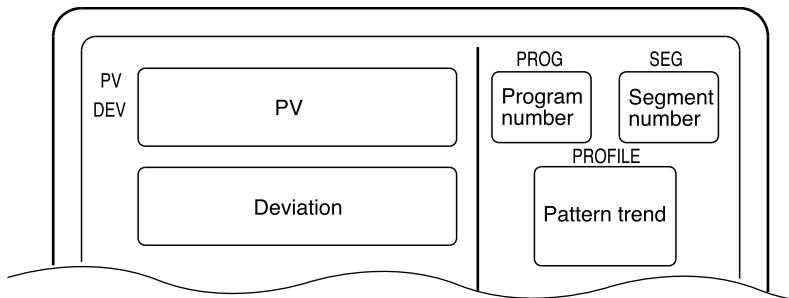 PV
DEV
PV
Deviation
PROG
SEG
Program
number
Segment
number
PROFILE
Pattern trend